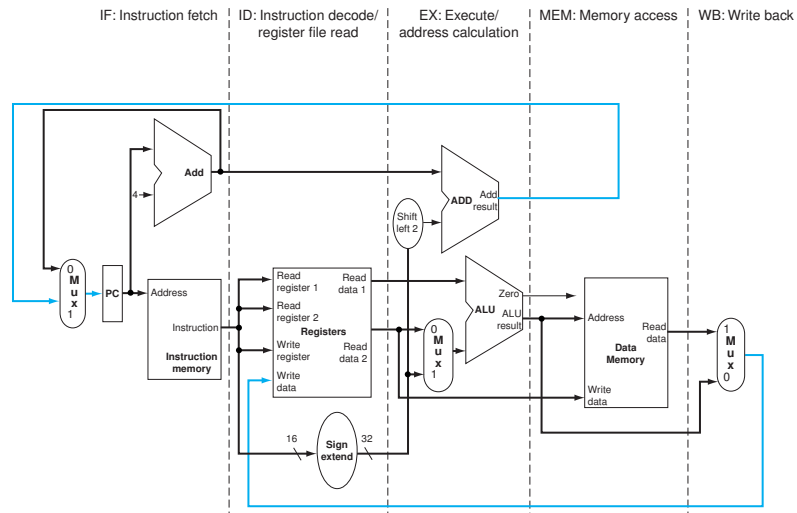 IF: Instruction fetch
ID: Instruction decode/
register file read
EX: Execute/
address calculation
MEM: Memory access
WB: Write back
Add
4
ADD
Add
result
Shift
left 2
0
M
u
x
1
PC
Address
Instruction
Instruction
memory
Read
register 1
Read
register 2
Write
register
Write
data
Registers
Read
data 1
Read
data 2
0
M
u
x
1
Zero
ALU
ALU
result
Address
Data
Memory
Read
data
Write
data
1
M
u
x
0
16
Sign
extend
32